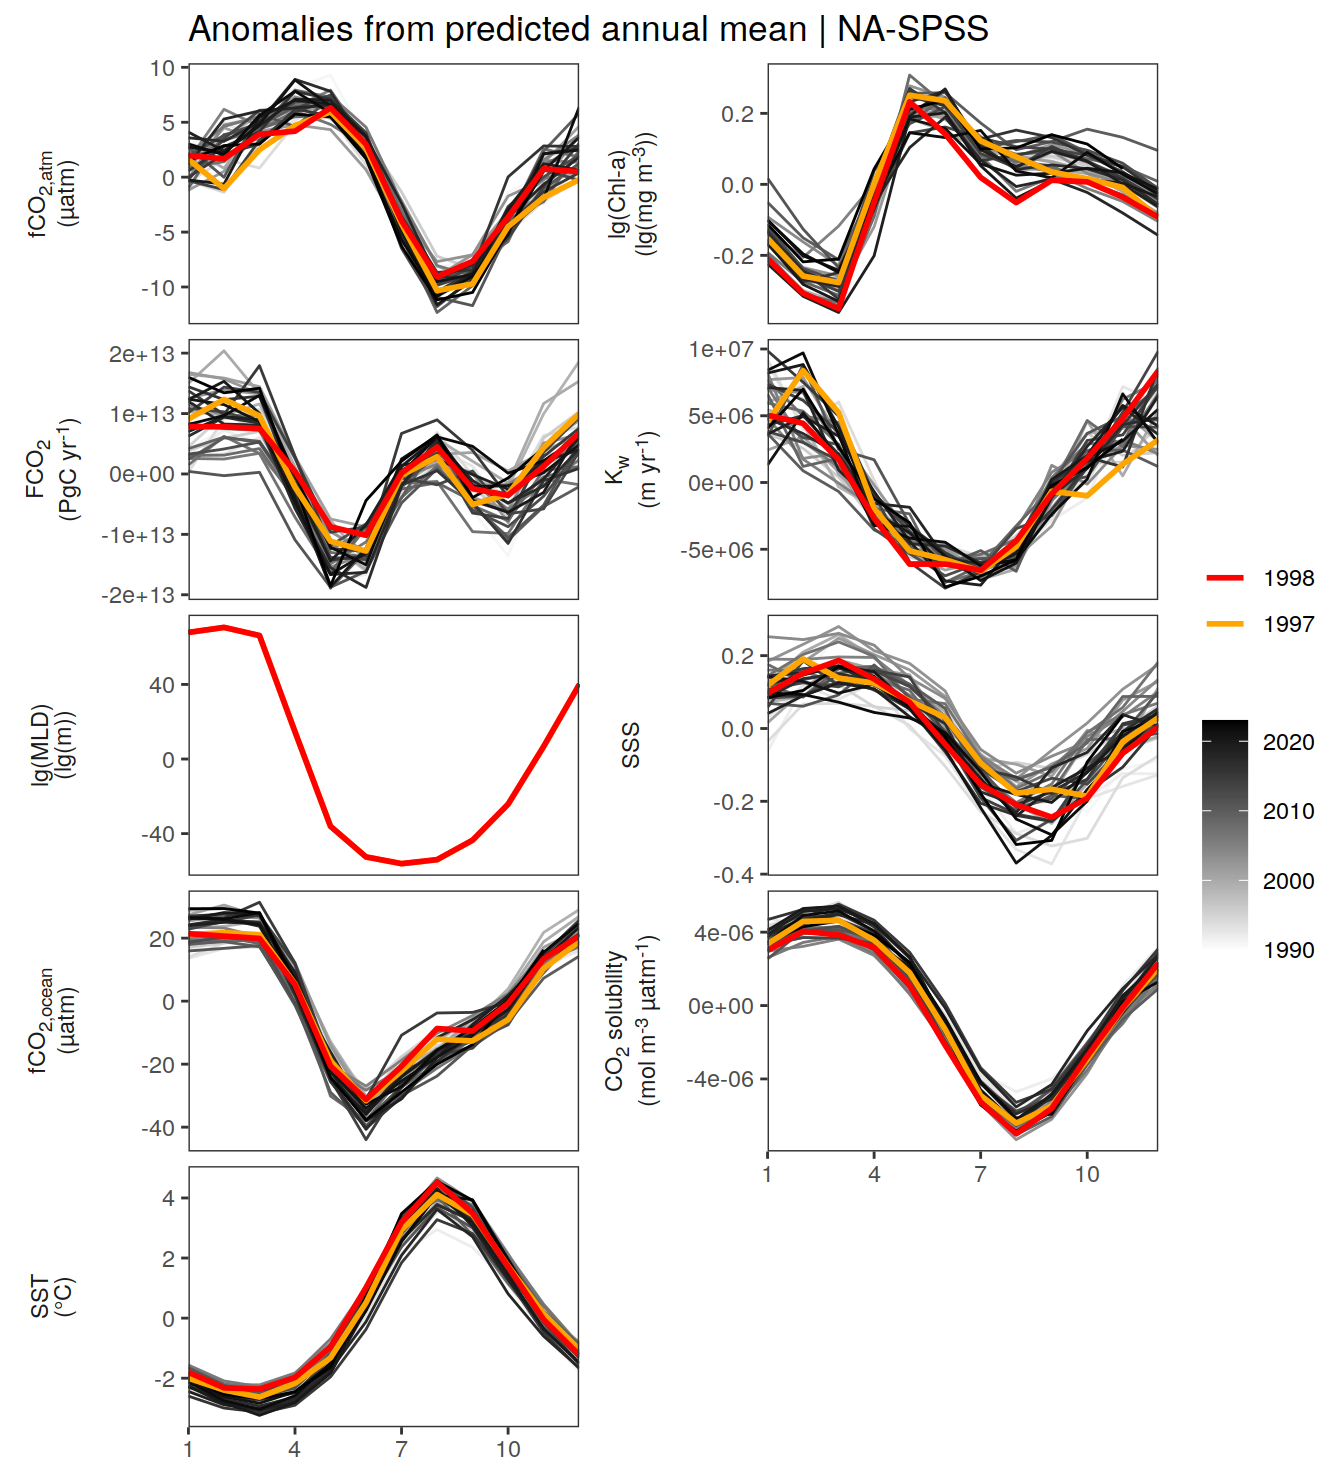 Anomalies from predicted annual mean | NA-SPSS
fCO2,atm
(µatm)
10
5
0
-5
-10
lg(Chl-a)
(lg(mg m-3))
0.2
0.0
-0.2
FCO2
(PgC yr-1)
2e+13
1e+13
0e+00
-1e+13
-2e+13
Kw
(m yr-1)
1e+07
5e+06
0e+00
-5e+06
lg(MLD)
(lg(m))
40
0
-40
SSS
0.2
0.0
-0.2
-0.4
fCO2,ocean
(µatm)
20
0
-20
-40
CO2 solubility
(mol m-3 µatm-1)
4e-06
0e+00
-4e-06
1 4 7 10
SST
(°C)
4
2
0
-2
1 4 7 10
1998
1997
2020
2010
2000
1990